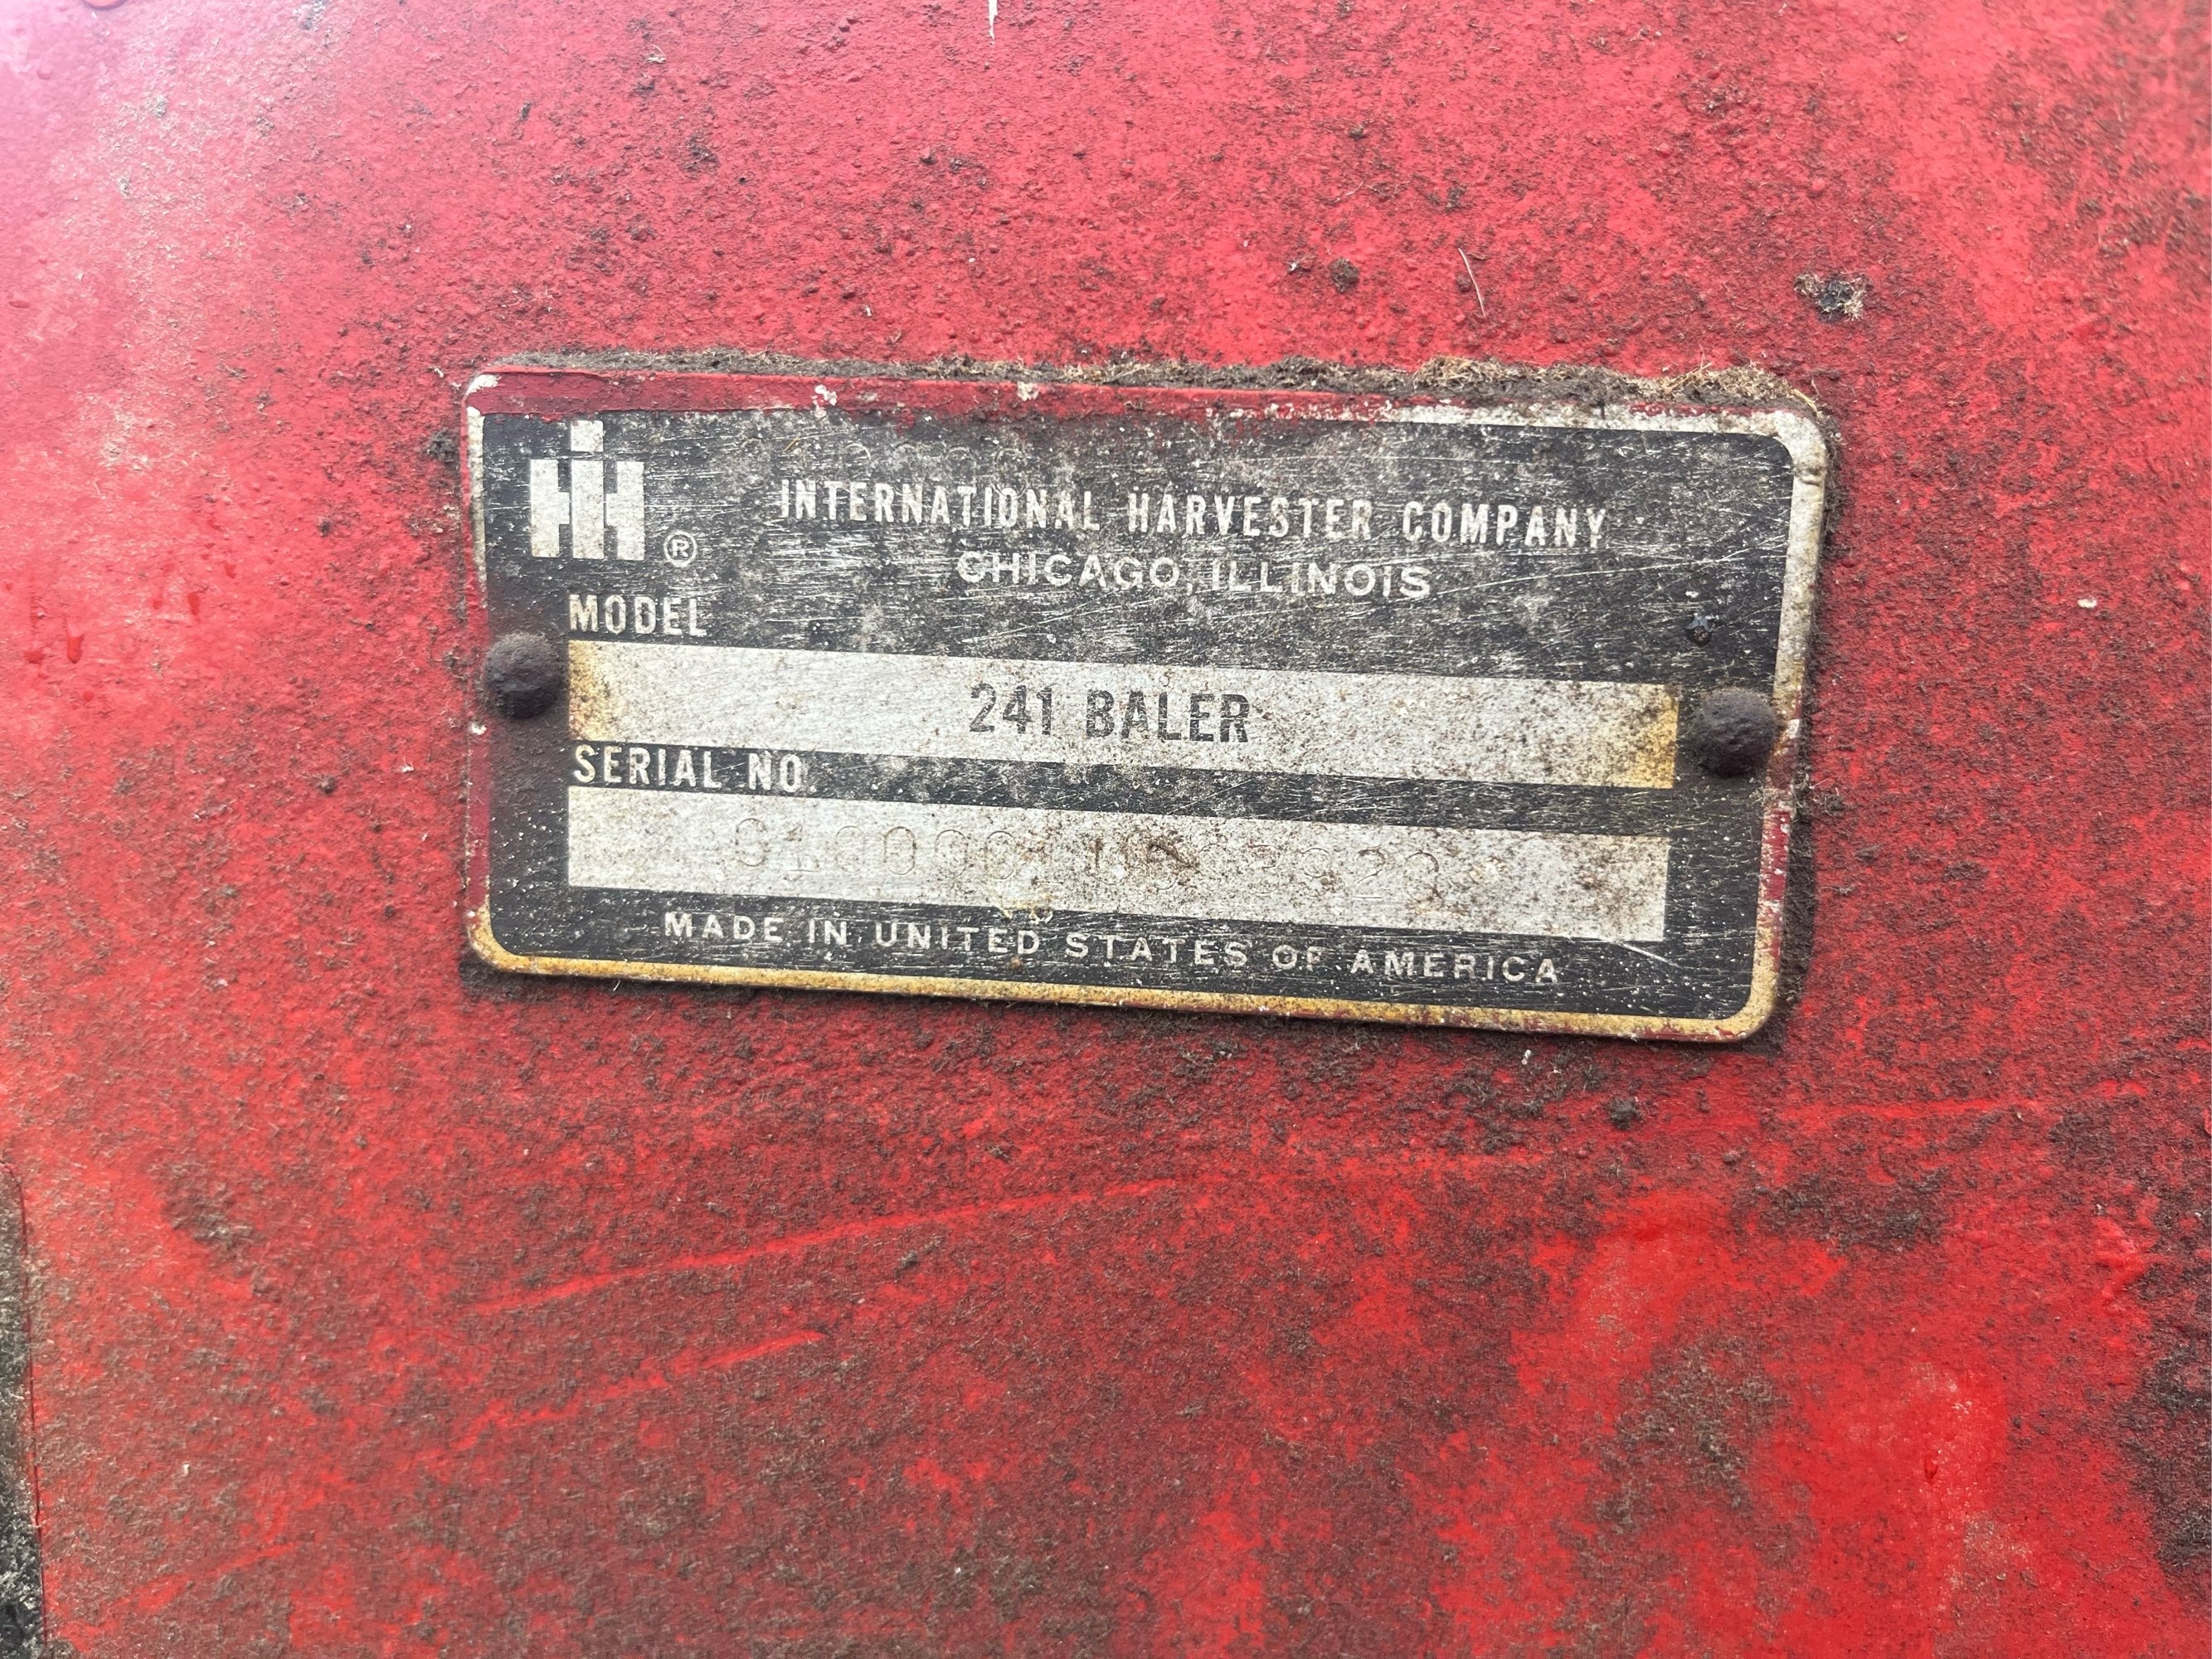 IH ®
INTERNATIONAL HARVESTER COMPANY
CHICAGO, ILLINOIS
MODEL
241 BALER
SERIAL NO.
MADE IN UNITED STATES OF AMERICA